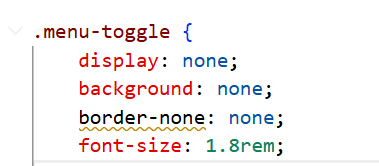 .menu-toggle {
display: none;
background: none;
border-none: none;
font-size: 1.8rem;